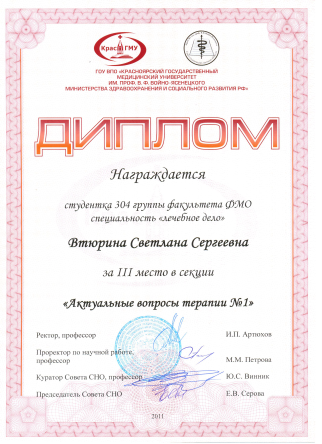 КрасГМУ
ГОУ ВПО «КРАСНОЯРСКИЙ ГОСУДАРСТВЕННЫЙ
МЕДИЦИНСКИЙ УНИВЕРСИТЕТ
ИМ. ПРОФ. В. Ф. ВОЙНО-ЯСЕНЕЦКОГО
МИНИСТЕРСТВА ЗДРАВООХРАНЕНИЯ И СОЦИАЛЬНОГО РАЗВИТИЯ РФ»
ДИПЛОМ
Награждается
студентка 304 группы факультета ФМО
специальность «лечебное дело»
Втюрина Светлана Сергеевна
за III место в секции
«Актуальные вопросы терапии №1»
Ректор, профессор И.П. Артюхов
Проректор по научной работе,
профессор М.М. Петрова
Куратор Совета СНО, профессор Ю.С. Винник
Председатель Совета СНО Е.В. Серова
2011